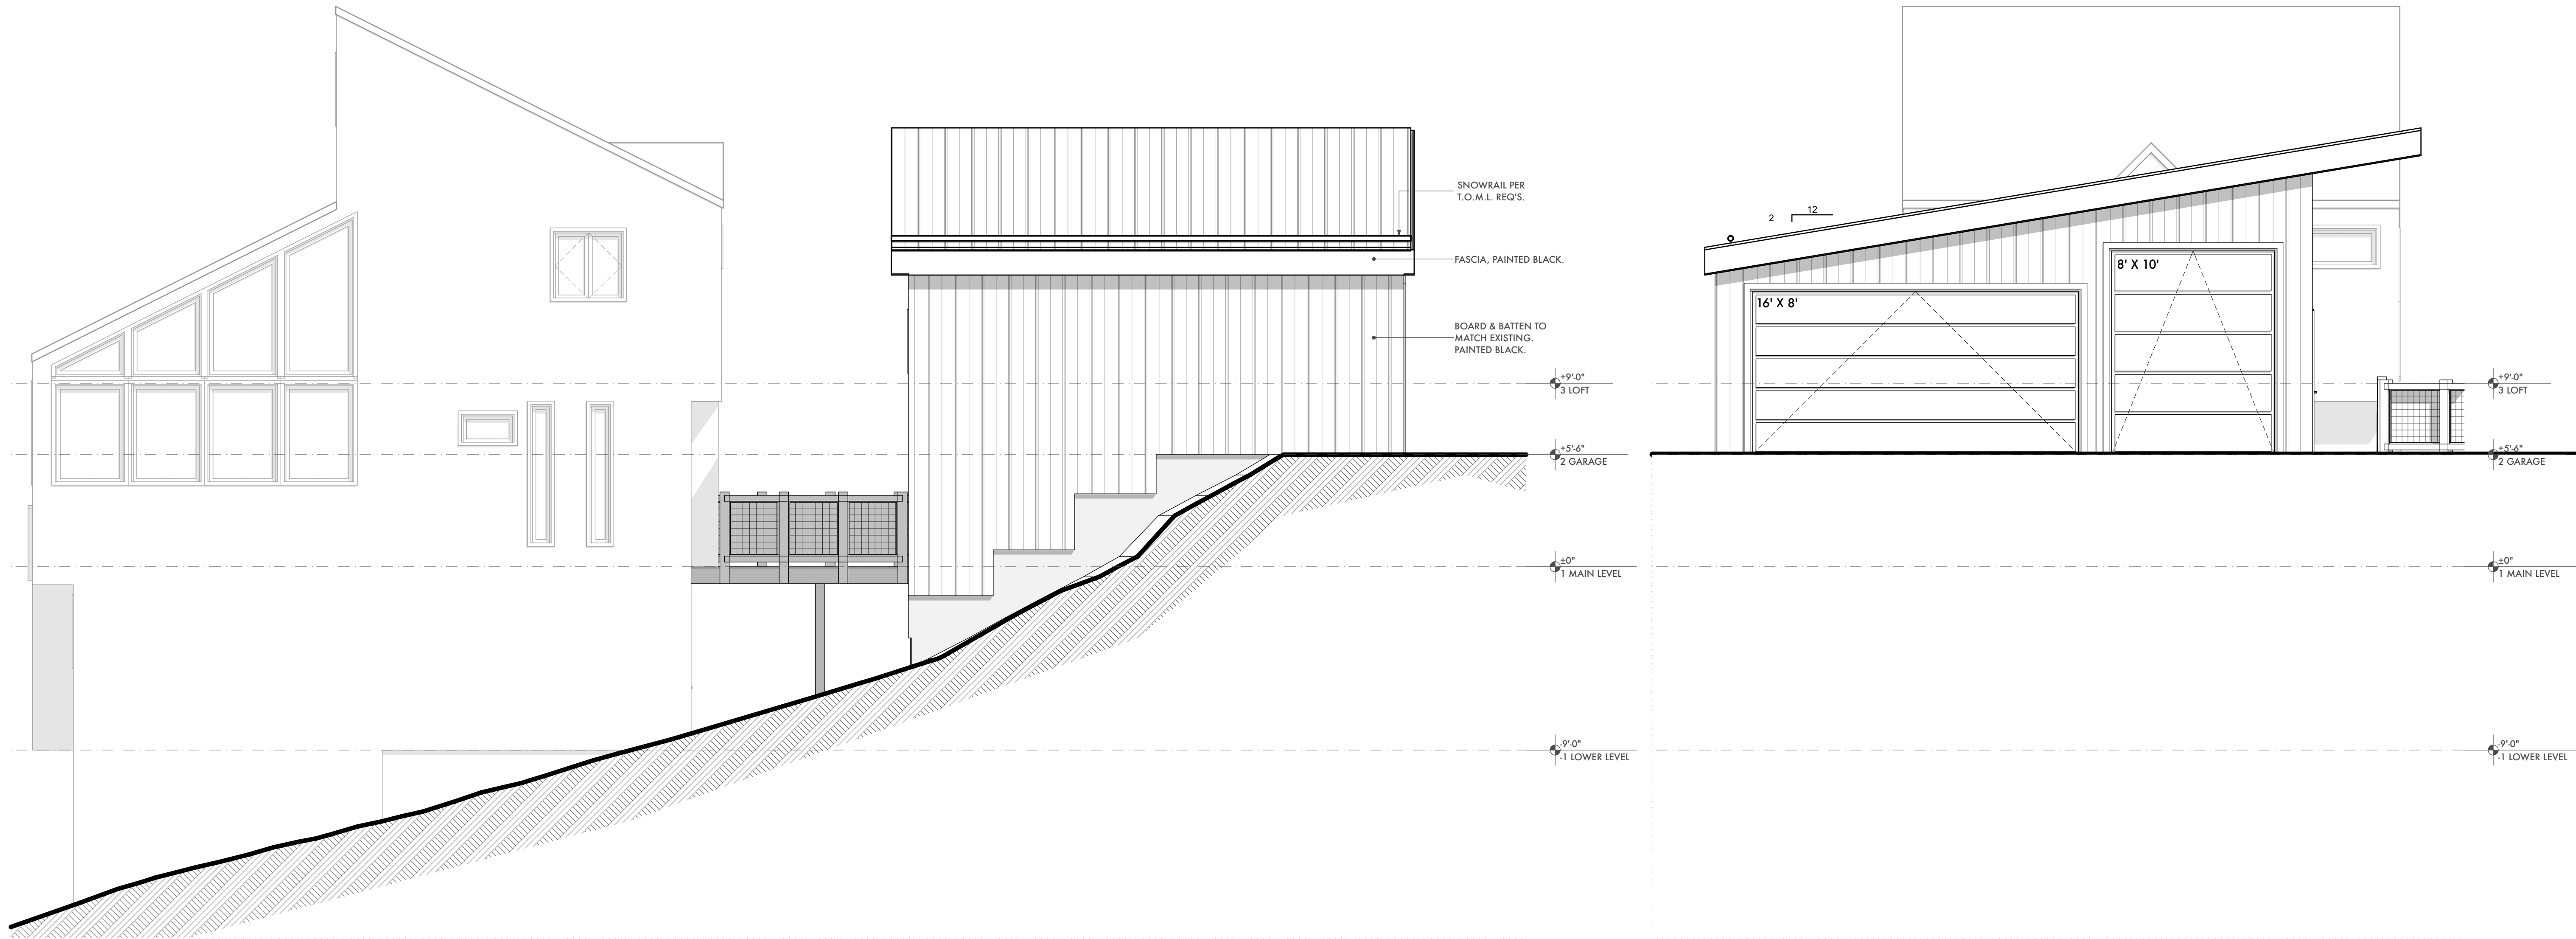 SNOWRAIL PER
T.O.M.L. REQ'S.
FASCIA, PAINTED BLACK.
BOARD & BATTEN TO
MATCH EXISTING.
PAINTED BLACK.
+9'-0"
3 LOFT
+5'-6"
2 GARAGE
±0"
1 MAIN LEVEL
-9'-0"
-1 LOWER LEVEL
2
12
16' X 8'
8' X 10'
+9'-0"
3 LOFT
+5'-6"
2 GARAGE
±0"
1 MAIN LEVEL
-9'-0"
-1 LOWER LEVEL